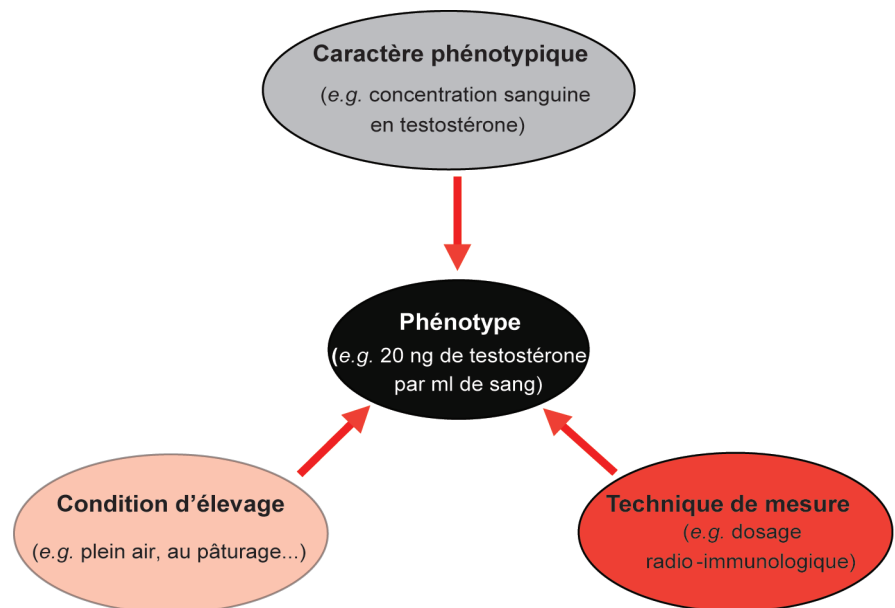 Caractère phénotypique
(e.g. concentration sanguine
en testostérone)
Phénotype
(e.g. 20 ng de testostérone
par ml de sang)
Condition d'élevage
(e.g. plein air, au pâturage...)
Technique de mesure
(e.g. dosage
radio-immunologique)